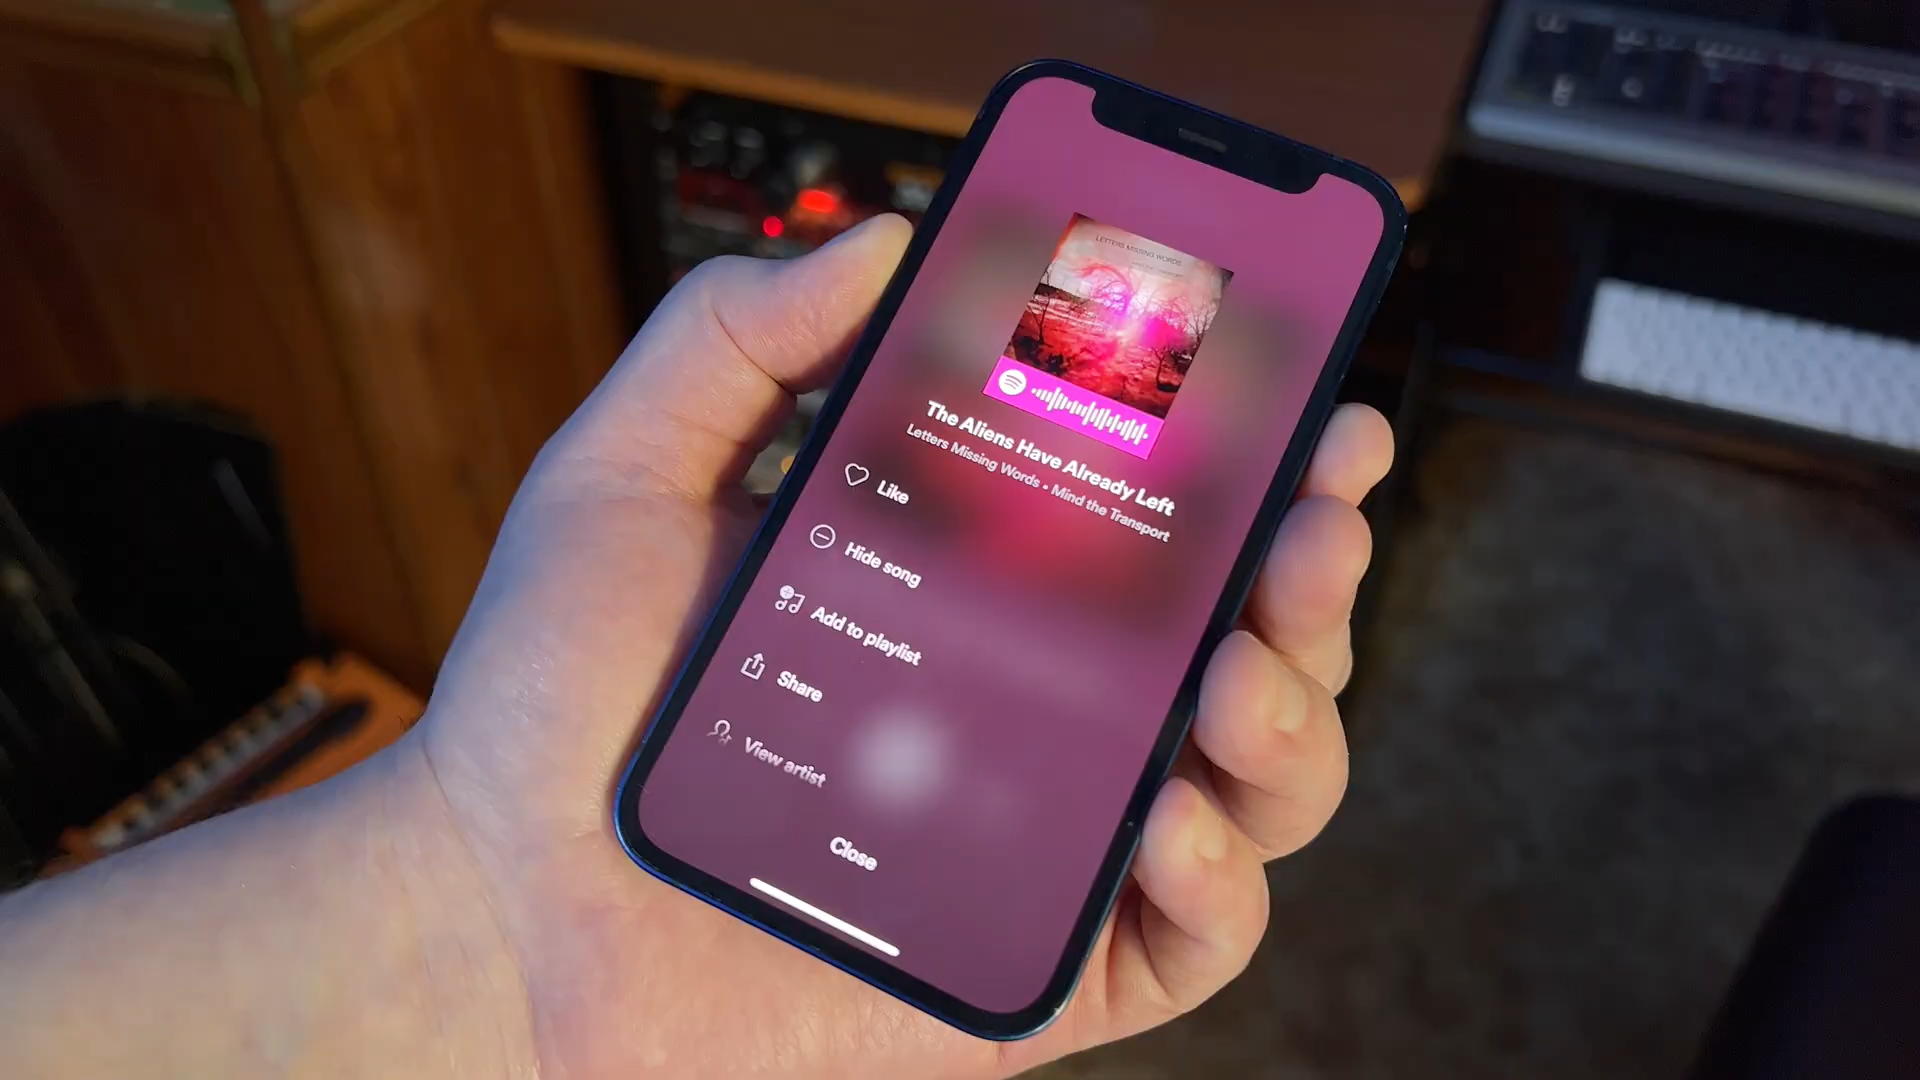 LETTERS MISSING WORDS
The Aliens Have Already Left
Letters Missing Words • Mind the Transport
Like
Hide song
Add to playlist
Share
View artist
Close